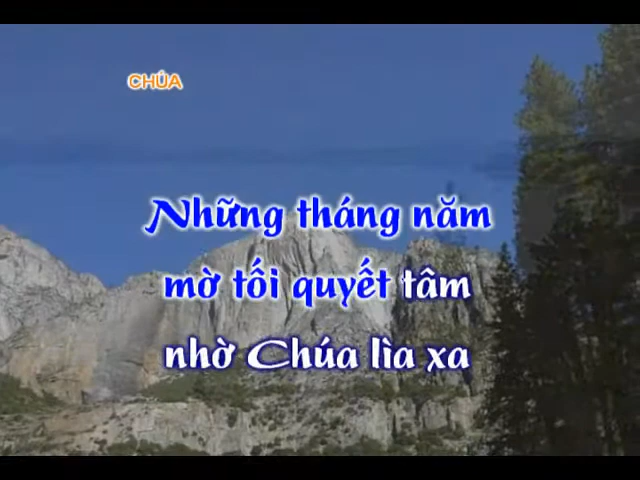 CHÚA
Những tháng năm
mờ tối quyết tâm
nhờ Chúa lìa xa